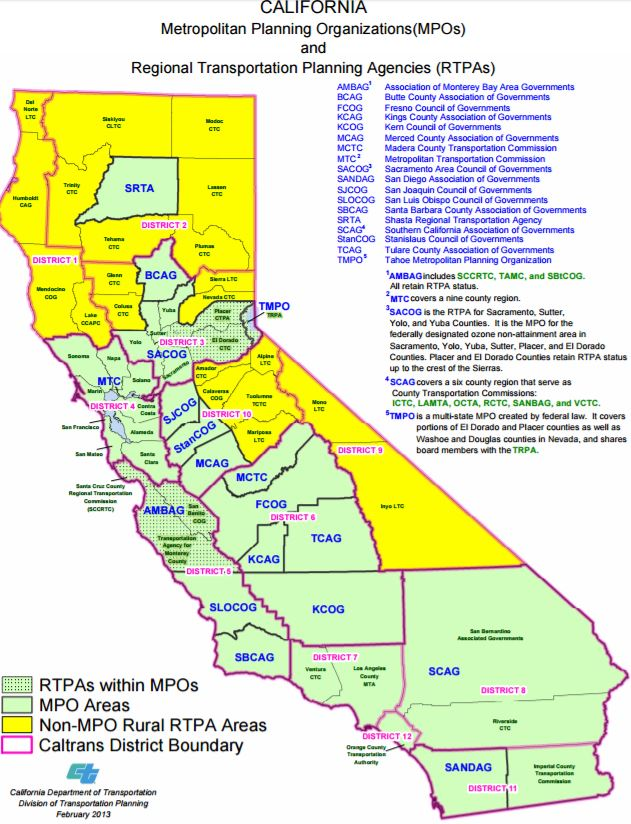 CALIFORNIA
Metropolitan Planning Organizations(MPOs)
and
Regional Transportation Planning Agencies (RTPAs)
AMBAG1 Association of Monterey Bay Area Governments
BCAG Butte County Association of Governments
FCOG Fresno Council of Governments
KCAG Kings County Association of Governments
KCOG Kern Council of Governments
MCAG Merced County Association of Governments
MCTC Madera County Transportation Commission
MTC2 Metropolitan Transportation Commission
SACOG3 Sacramento Area Council of Governments
SANDAG San Diego Association of Governments
SJCOG San Joaquin Council of Governments
SLOCOG San Luis Obispo Council of Governments
SBCAG Santa Barbara County Association of Governments
SRTA Shasta Regional Transportation Agency
SCAG4 Southern California Association of Governments
StanCOG Stanislaus Council of Governments
TCAG Tulare County Association of Governments
TMPO5 Tahoe Metropolitan Planning Organization
1AMBAG includes SCCRTC, TAMC, and SBtCOG.
All retain RTPA status.
2MTC covers a nine county region.
3SACOG is the RTPA for Sacramento, Sutter,
Yolo, and Yuba Counties. It is the MPO for the
federally designated ozone non-attainment area in
Sacramento, Yolo, Yuba, Sutter, Placer, and El Dorado
Counties. Placer and El Dorado Counties retain RTPA status
up to the crest of the Sierras.
4SCAG covers a six county region that serve as
County Transportation Commissions:
ICTC, LAMTA, OCTA, RCTC, SANBAG, and VCTC.
5TMPO is a multi-state MPO created by federal law. It covers
portions of El Dorado and Placer counties as well as
Washoe and Douglas counties in Nevada, and shares
board members with the TRPA.
Del
Norte
LTC
Siskiyou
CLTC
Modoc
CTC
Humboldt
CAG
Trinity
CTC
SRTA
Lassen
CTC
DISTRICT 2
Tehama
CTC
Plumas
CTC
DISTRICT 1
Mendocino
COG
Glenn
CTC
BCAG
Sierra LTC
Lake
CCAPC
Colusa
CTC
Yuba
Nevada CTC
Placer
CTPA
TMPO
TRPA
Sutter
Yolo
DISTRICT 3
El Dorado
CTC
SACOG
Sacramento
Sonoma
Napa
Solano
MTC
Marin
Amador
CTC
Alpine
LTC
Calaveras
COG
Toulumne
TCTC
Mono
LTC
DISTRICT 4
Contra
Costa
SJCOG
DISTRICT 10
San Francisco
Alameda
StanCOG
Mariposa
LTC
San Mateo
Santa
Clara
MCAG
DISTRICT 9
MCTC
Santa Cruz County
Regional Transportation
Commission
(SCCRTC)
AMBAG
San
Benito
COG
FCOG
DISTRICT 6
Inyo LTC
Transportation
Agency for
Monterey
County
TCAG
KCAG
DISTRICT 5
SLOCOG
KCOG
San Bernardino
Associated Governments
SBCAG
DISTRICT 7
Ventura
CTC
Los Angeles
County
MTA
SCAG
DISTRICT 8
Riverside
CTC
DISTRICT 12
Orange County
Transportation
Authority
SANDAG
Imperial County
Transportation
Commission
DISTRICT 11
RTPAs within MPOs
MPO Areas
Non-MPO Rural RTPA Areas
Caltrans District Boundary
ct
California Department of Transportation
Division of Transportation Planning
February 2013